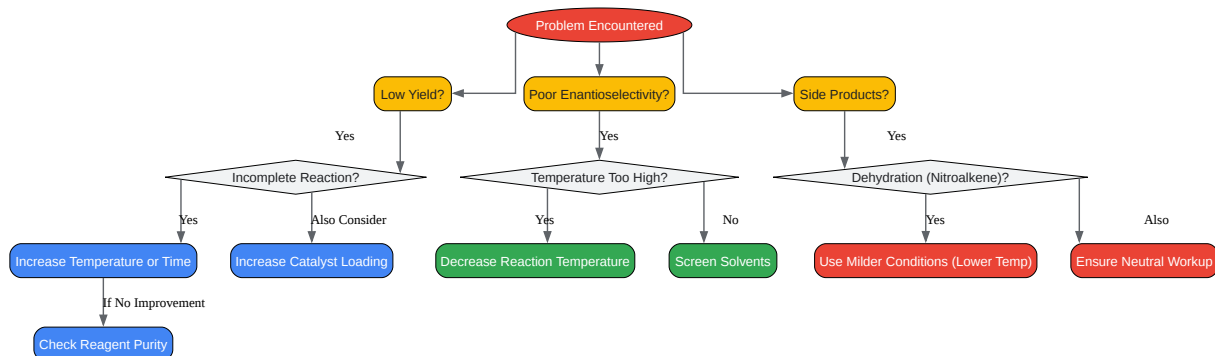 Problem Encountered
Low Yield?
Poor Enantioselectivity?
Side Products?
Yes
Yes
Yes
Incomplete Reaction?
Temperature Too High?
Dehydration (Nitroalkene)?
Yes
Also Consider
Yes
No
Yes
Also
Increase Temperature or Time
Increase Catalyst Loading
Decrease Reaction Temperature
Screen Solvents
Use Milder Conditions (Lower Temp)
Ensure Neutral Workup
If No Improvement
Check Reagent Purity